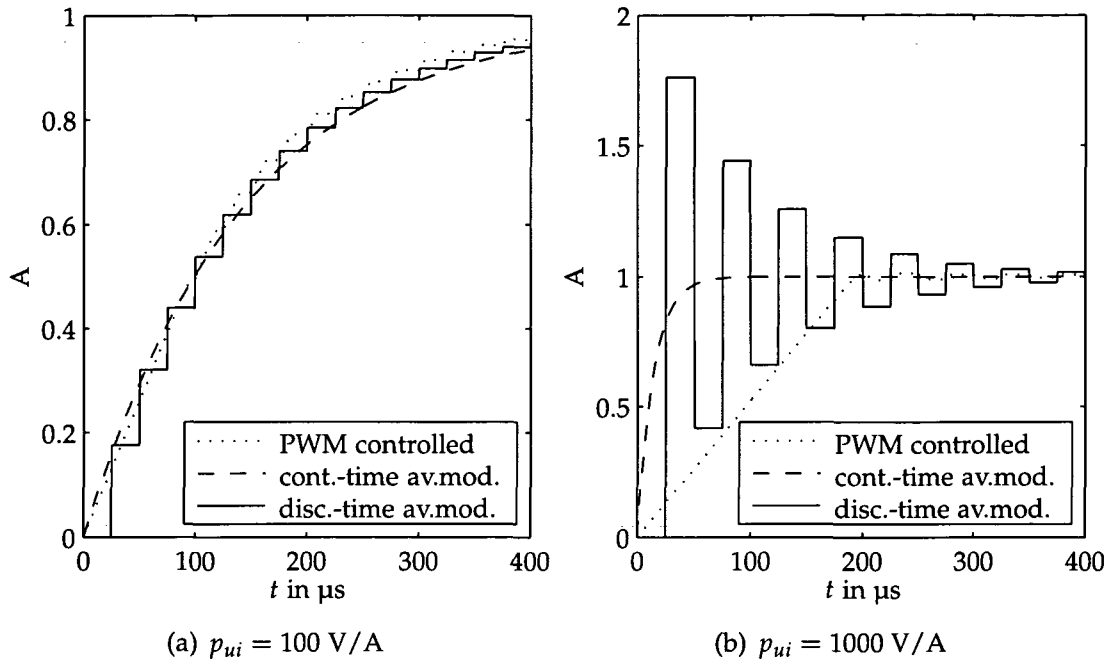 1
0.8
0.6
0.4
0.2
0
A
0 100 200 300 400
t in µs
PWM controlled
cont.-time av.mod.
disc.-time av.mod.
(a) p_ui = 100 V/A
2
1.5
1
0.5
0
A
0 100 200 300 400
t in µs
PWM controlled
cont.-time av.mod.
disc.-time av.mod.
(b) p_ui = 1000 V/A